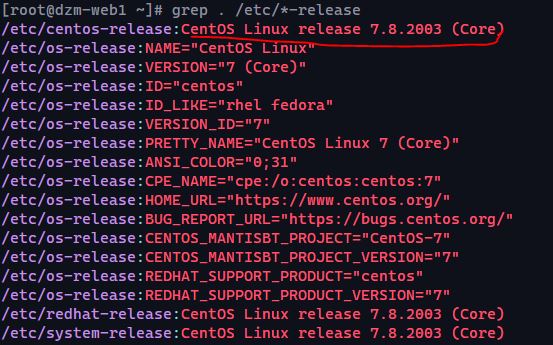 [root@dzm-web1 ~]# grep . /etc/*-release
/etc/centos-release:CentOS Linux release 7.8.2003 (Core)
/etc/os-release:NAME="CentOS Linux"
/etc/os-release:VERSION="7 (Core)"
/etc/os-release:ID="centos"
/etc/os-release:ID_LIKE="rhel fedora"
/etc/os-release:VERSION_ID="7"
/etc/os-release:PRETTY_NAME="CentOS Linux 7 (Core)"
/etc/os-release:ANSI_COLOR="0;31"
/etc/os-release:CPE_NAME="cpe:/o:centos:centos:7"
/etc/os-release:HOME_URL="https://www.centos.org/"
/etc/os-release:BUG_REPORT_URL="https://bugs.centos.org/"
/etc/os-release:CENTOS_MANTISBT_PROJECT="CentOS-7"
/etc/os-release:CENTOS_MANTISBT_PROJECT_VERSION="7"
/etc/os-release:REDHAT_SUPPORT_PRODUCT="centos"
/etc/os-release:REDHAT_SUPPORT_PRODUCT_VERSION="7"
/etc/redhat-release:CentOS Linux release 7.8.2003 (Core)
/etc/system-release:CentOS Linux release 7.8.2003 (Core)